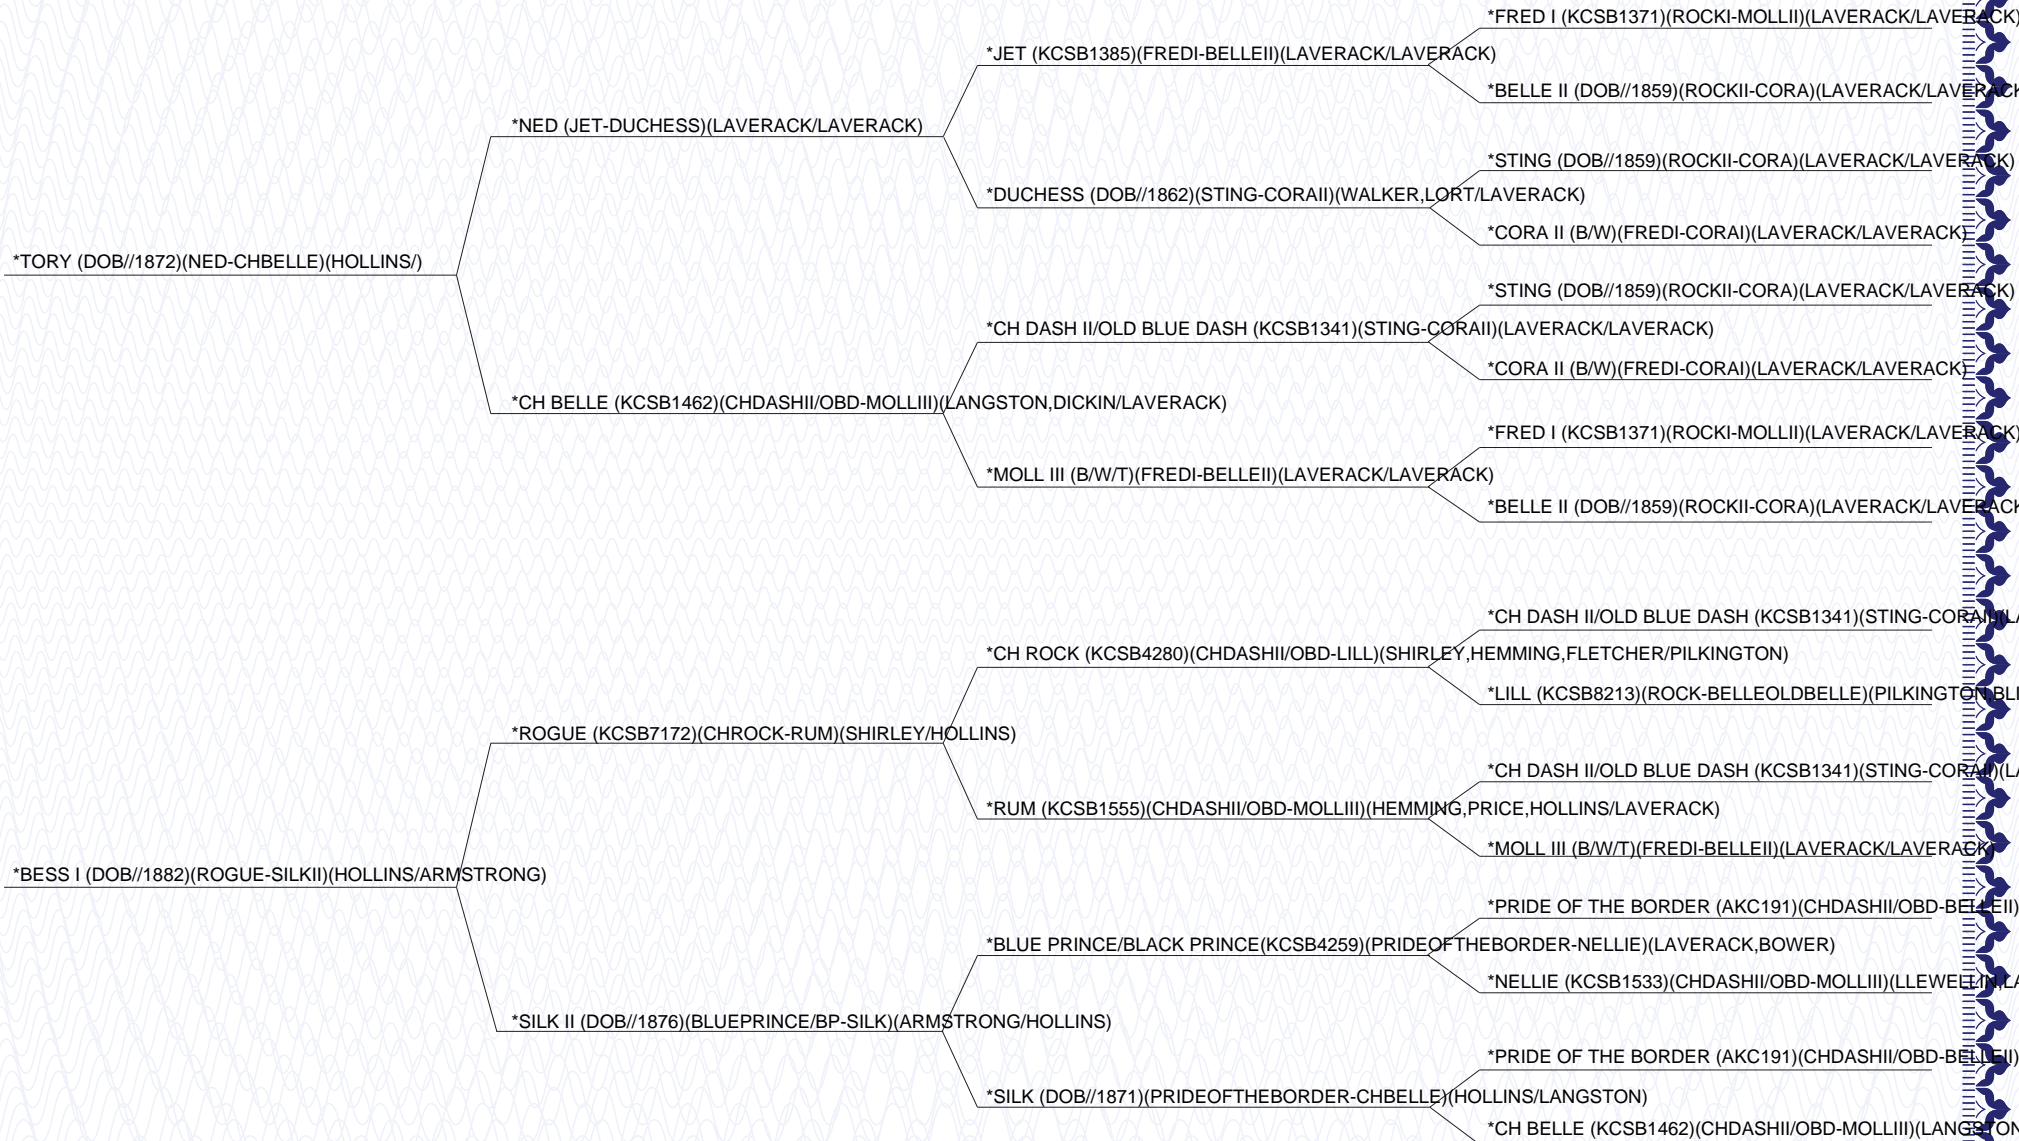 *FRED I (KCSB1371)(ROCKI-MOLLII)(LAVERACK/LAVERACK)
*JET (KCSB1385)(FREDI-BELLEII)(LAVERACK/LAVERACK)
*BELLE II (DOB//1859)(ROCKII-CORA)(LAVERACK/LAVERACK
*NED (JET-DUCHESS)(LAVERACK/LAVERACK)
*STING (DOB//1859)(ROCKII-CORA)(LAVERACK/LAVERACK)
*DUCHESS (DOB//1862)(STING-CORAII)(WALKER,LORT/LAVERACK)
*CORA II (B/W)(FREDI-CORAI)(LAVERACK/LAVERACK)
*TORY (DOB//1872)(NED-CHBELLE)(HOLLINS/)
*STING (DOB//1859)(ROCKII-CORA)(LAVERACK/LAVERACK)
*CH DASH II/OLD BLUE DASH (KCSB1341)(STING-CORAII)(LAVERACK/LAVERACK)
*CORA II (B/W)(FREDI-CORAI)(LAVERACK/LAVERACK)
*CH BELLE (KCSB1462)(CHDASHII/OBD-MOLLIII)(LANGSTON,DICKIN/LAVERACK)
*FRED I (KCSB1371)(ROCKI-MOLLII)(LAVERACK/LAVERACK)
*MOLL III (B/W/T)(FREDI-BELLEII)(LAVERACK/LAVERACK)
*BELLE II (DOB//1859)(ROCKII-CORA)(LAVERACK/LAVERACK
*CH DASH II/OLD BLUE DASH (KCSB1341)(STING-CORAII)(LA
*CH ROCK (KCSB4280)(CHDASHII/OBD-LILL)(SHIRLEY,HEMMING,FLETCHER/PILKINGTON)
*LILL (KCSB8213)(ROCK-BELLEOLDBELLE)(PILKINGTON,BLI
*ROGUE (KCSB7172)(CHROCK-RUM)(SHIRLEY/HOLLINS)
*CH DASH II/OLD BLUE DASH (KCSB1341)(STING-CORAII)(LA
*RUM (KCSB1555)(CHDASHII/OBD-MOLLIII)(HEMMING,PRICE,HOLLINS/LAVERACK)
*MOLL III (B/W/T)(FREDI-BELLEII)(LAVERACK/LAVERACK)
*BESS I (DOB//1882)(ROGUE-SILKII)(HOLLINS/ARMSTRONG)
*PRIDE OF THE BORDER (AKC191)(CHDASHII/OBD-BELLEII)
*BLUE PRINCE/BLACK PRINCE(KCSB4259)(PRIDEOFTHEBORDER-NELLIE)(LAVERACK,BOWER)
*NELLIE (KCSB1533)(CHDASHII/OBD-MOLLIII)(LLEWELLIN,LA
*SILK II (DOB//1876)(BLUEPRINCE/BP-SILK)(ARMSTRONG/HOLLINS)
*PRIDE OF THE BORDER (AKC191)(CHDASHII/OBD-BELLEII)
*SILK (DOB//1871)(PRIDEOFTHEBORDER-CHBELLE)(HOLLINS/LANGSTON)
*CH BELLE (KCSB1462)(CHDASHII/OBD-MOLLIII)(LANGSTON